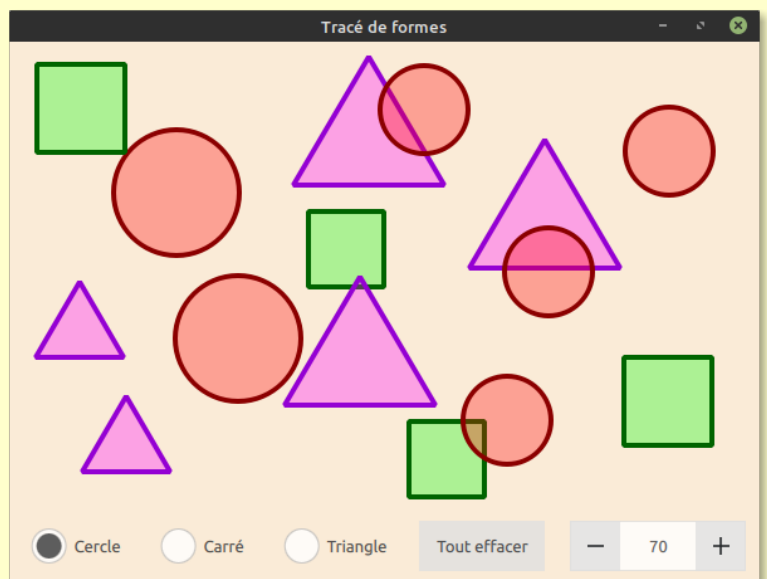 Tracé de formes
Cercle Carré Triangle Tout effacer − 70 +